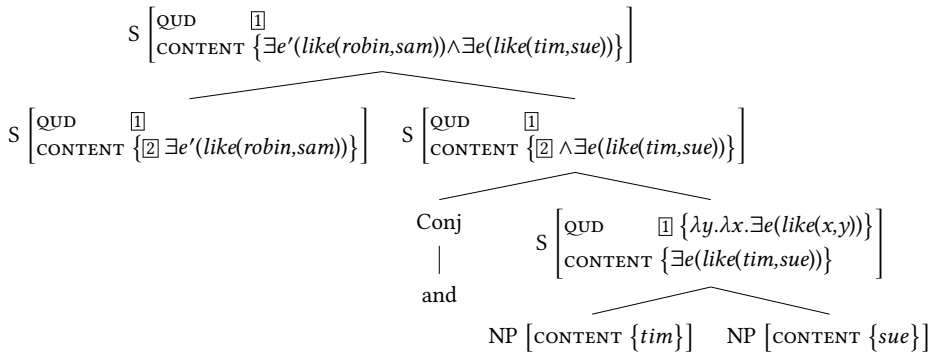 S [QUD 1
CONTENT {∃e′(like(robin,sam))∧∃e(like(tim,sue))}]
S [QUD 1
CONTENT {2 ∃e′(like(robin,sam))}]
S [QUD 1
CONTENT {2 ∧∃e(like(tim,sue))}]
Conj
and
S [QUD 1 {λy.λx.∃e(like(x,y))}
CONTENT {∃e(like(tim,sue))}]
NP [CONTENT {tim}] NP [CONTENT {sue}]